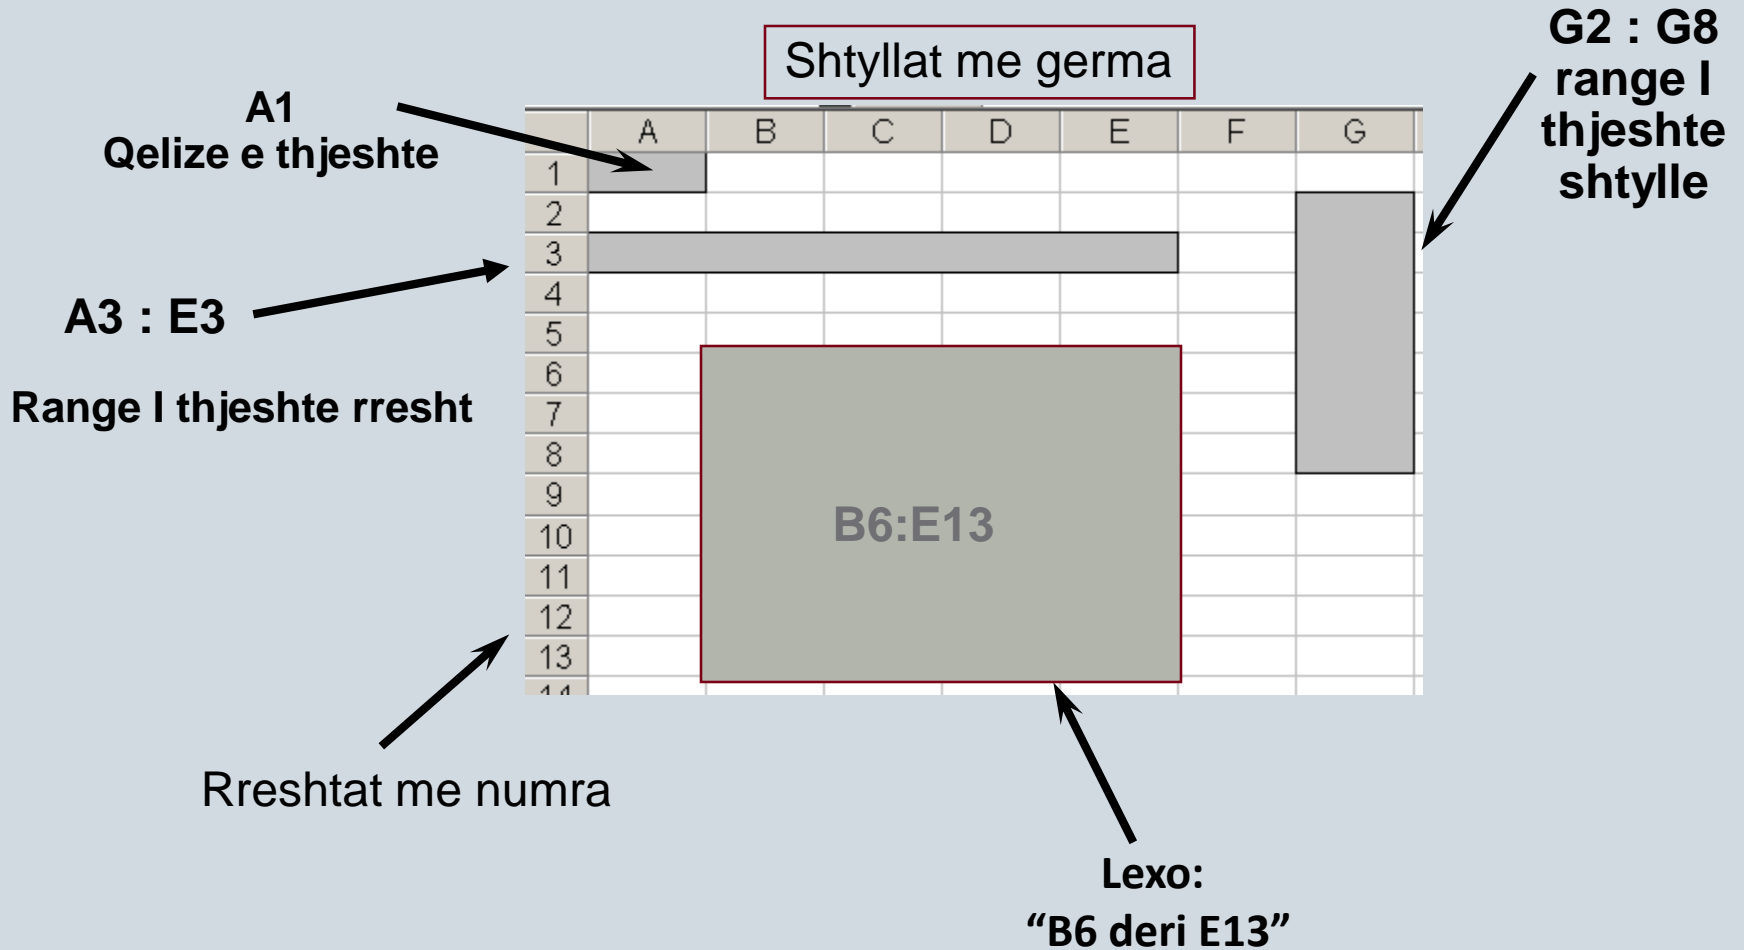 Shtyllat me germa
G2 : G8
range I
thjeshte
shtylle
A1
Qelize e thjeshte
A B C D E F G
1
2
3
4
5
6
7
8
9
10
11
12
13
14
A3 : E3
Range I thjeshte rresht
B6:E13
Rreshtat me numra
Lexo:
“B6 deri E13”